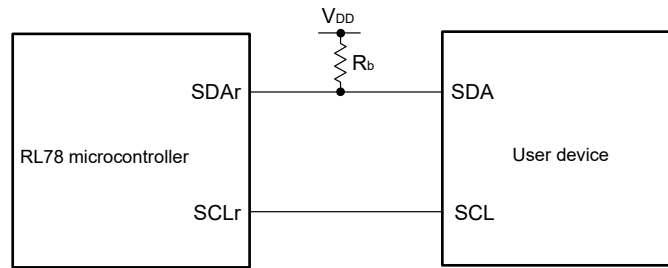 VDD
Rb
SDAr SDA
RL78 microcontroller User device
SCLr SCL